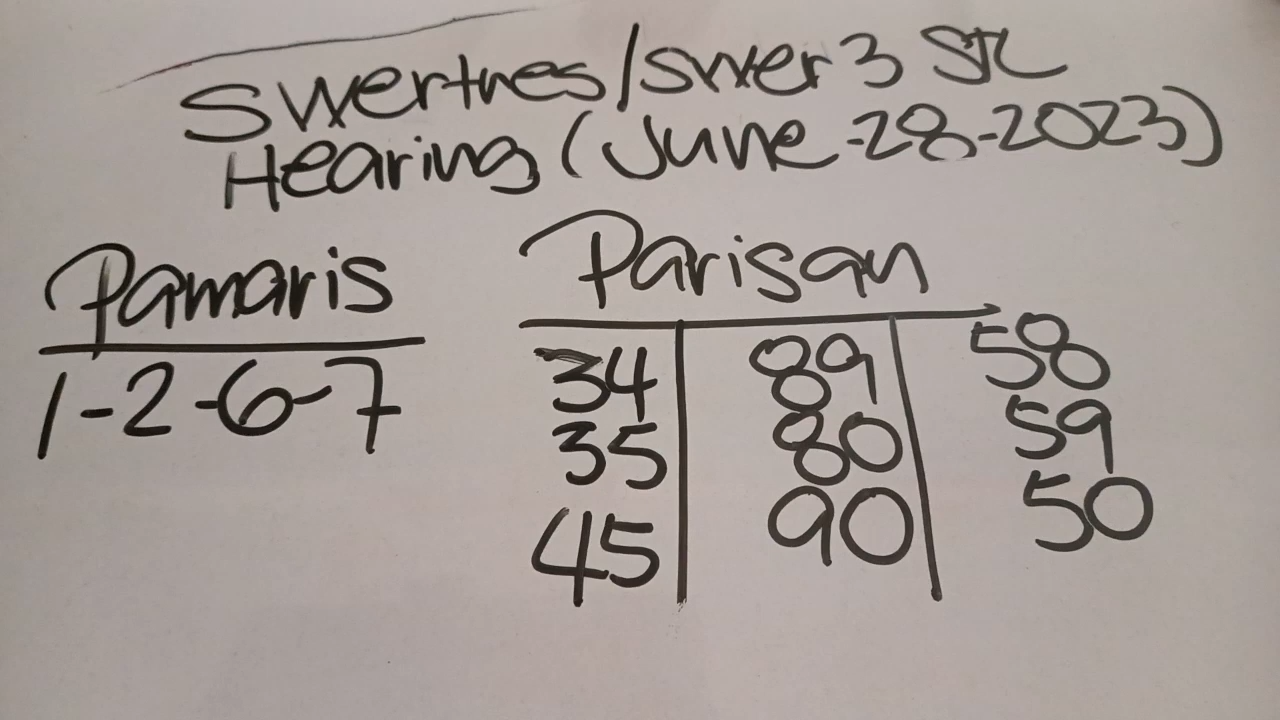 Swertres/Swer3 STL
Hearing (June-28-2023)
Pamaris
1-2-6-7
Parisan
34 89 58
35 80 59
45 90 50